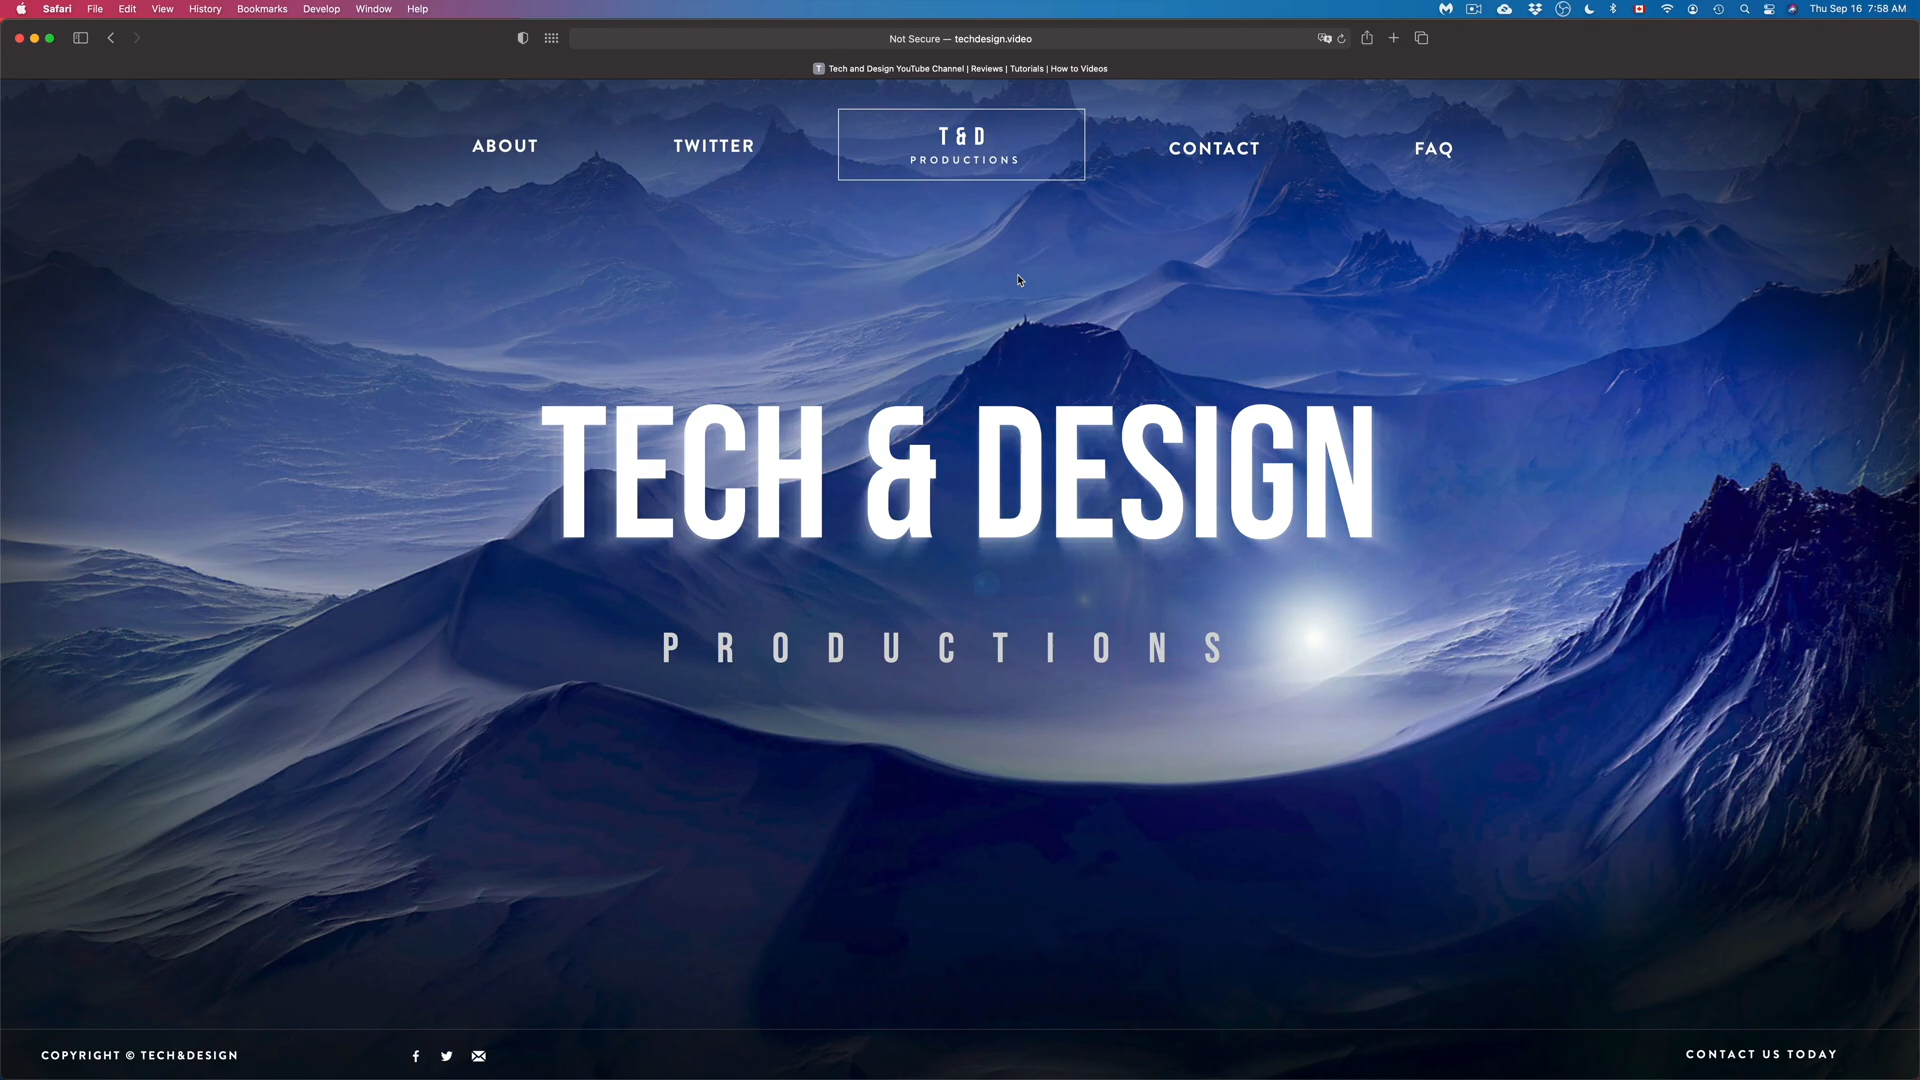 Safari File Edit View History Bookmarks Develop Window Help Thu Sep 16 7:58 AM
Not Secure — techdesign.video
T Tech and Design YouTube Channel | Reviews | Tutorials | How to Videos
ABOUT TWITTER T & D CONTACT FAQ
PRODUCTIONS
TECH & DESIGN
PRODUCTIONS
COPYRIGHT © TECH&DESIGN CONTACT US TODAY